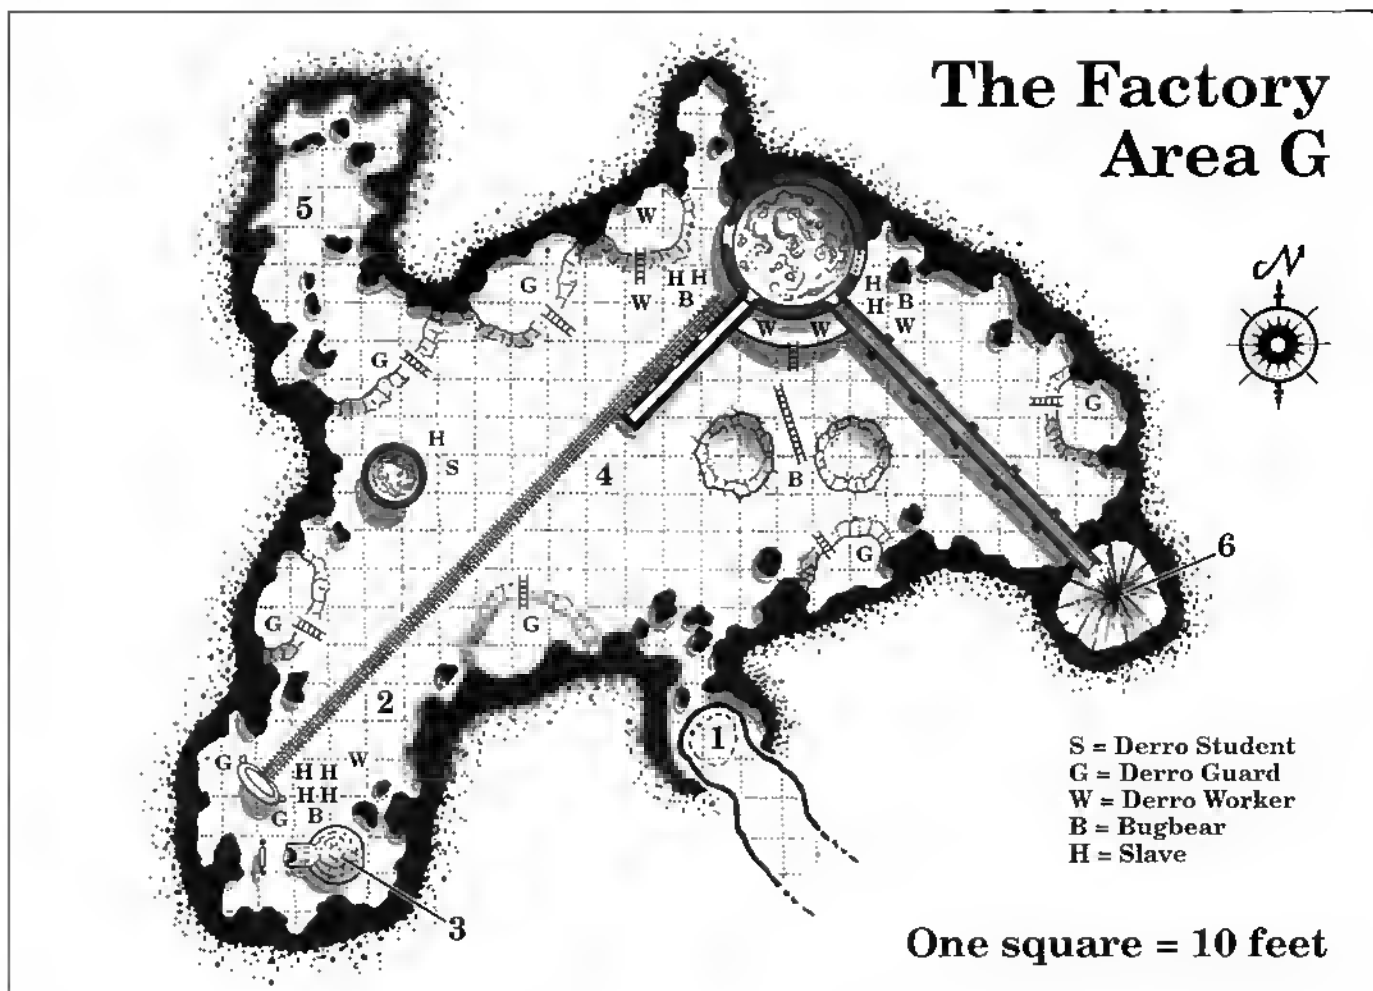 The Factory
Area G
N
5
W
G
H H
W
B
H
H
B
W
W W
G
G
H
S
4
B
G
6
G
G
2
1
G
H H
W
H H
G
B
3
S = Derro Student
G = Derro Guard
W = Derro Worker
B = Bugbear
H = Slave
One square = 10 feet